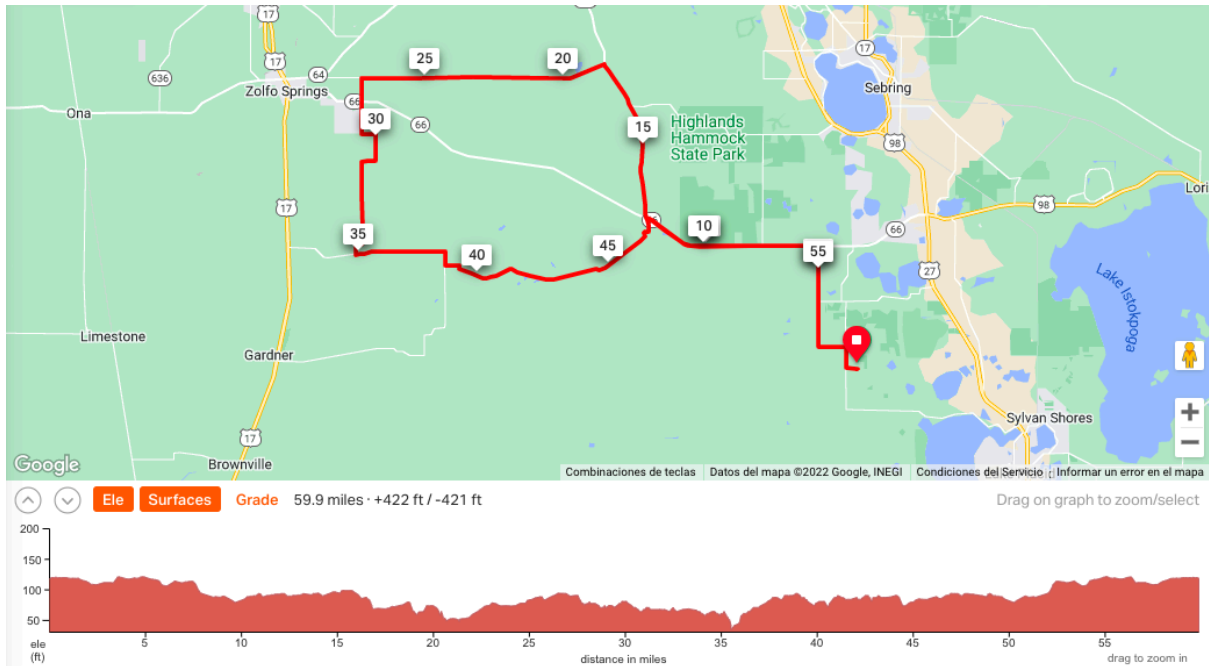 17
17
17
64
636
Zolfo Springs
66
Ona
66
25
20
30
15
Highlands
Hammock
State Park
17
Sebring
98
17
98
Lori
66
10
66
35
40
45
55
27
Lake Istokpoga
Limestone
Gardner
17
Brownville
Sylvan Shores
Google
Combinaciones de teclas
Datos del mapa ©2022 Google, INEGI
Condiciones del Servicio
Informar un error en el mapa
Ele
Surfaces
Grade
59.9 miles · +422 ft / -421 ft
Drag on graph to zoom/select
200
150
100
50
ele
(ft)
5
10
15
20
25
30
35
40
45
50
55
distance in miles
drag to zoom in